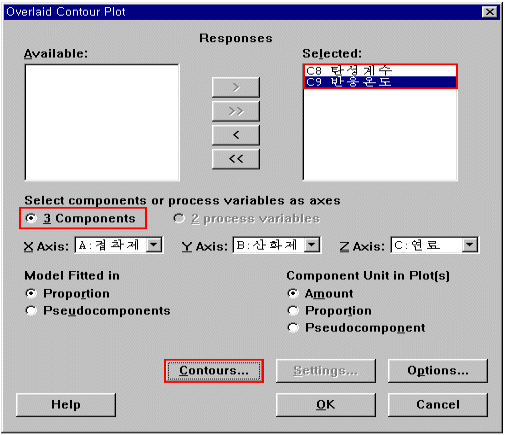 Overlaid Contour Plot
Responses
Available:
Selected:
C8 탄성계수
C9 반응온도
>
>>
<
<<
Select components or process variables as axes
3 Components
2 process variables
X Axis: A:점화제
Y Axis: B:산화제
Z Axis: C:연료
Model Fitted in
Proportion
Pseudocomponents
Component Unit in Plot(s)
Amount
Proportion
Pseudocomponent
Contours...
Settings...
Options...
Help
OK
Cancel